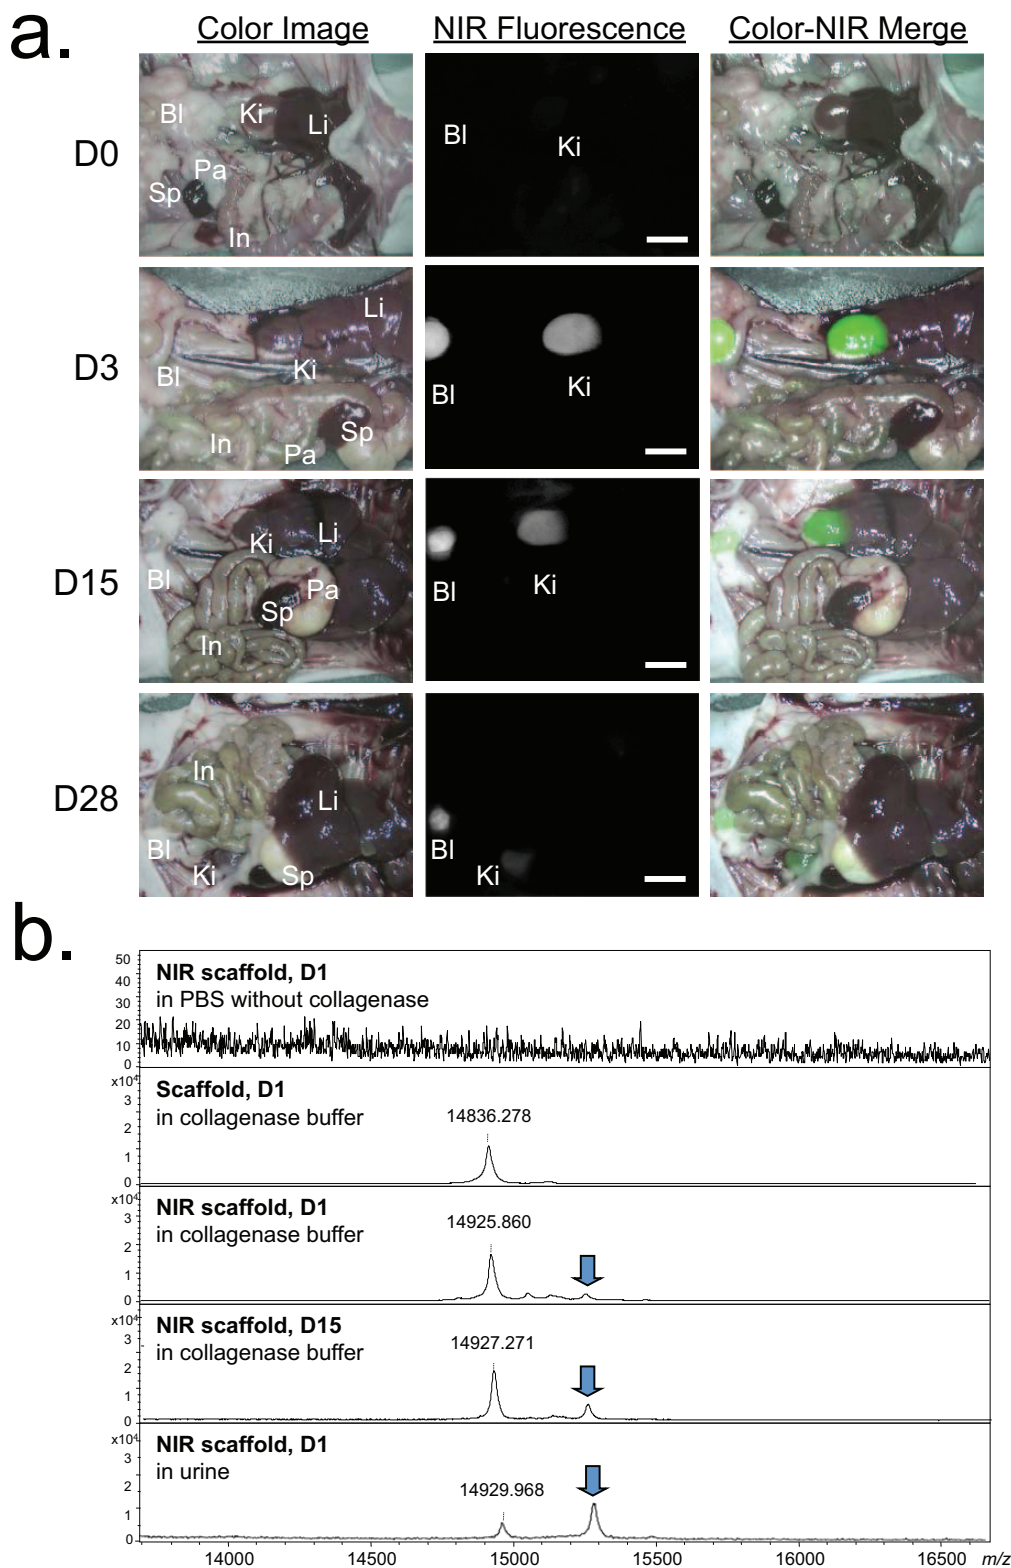 a.
Color Image NIR Fluorescence Color-NIR Merge
D0
Bl Ki Li Pa Sp In
Bl Ki
D3
Li Bl Ki In Pa Sp
Bl Ki
D15
Ki Li Bl Pa Sp In
Bl Ki
D28
In Li Bl Ki Sp
Bl Ki
b.
50
40
30
20
10
0
NIR scaffold, D1
in PBS without collagenase
x10⁴
3
2
1
0
Scaffold, D1
in collagenase buffer
14836.278
x10⁴
3
2
1
0
NIR scaffold, D1
in collagenase buffer
14925.860
x10⁴
3
2
1
0
NIR scaffold, D15
in collagenase buffer
14927.271
x10⁴
3
2
1
0
NIR scaffold, D1
in urine
14929.968
14000 14500 15000 15500 16000 16500 m/z